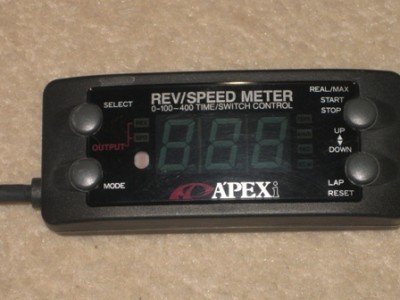 REV/SPEED METER
0~100~400 TIME/SWITCH CONTROL
SELECT
REAL/MAX
START
STOP
OUTPUT
UP
DOWN
MODE
A'PEXi
LAP
RESET